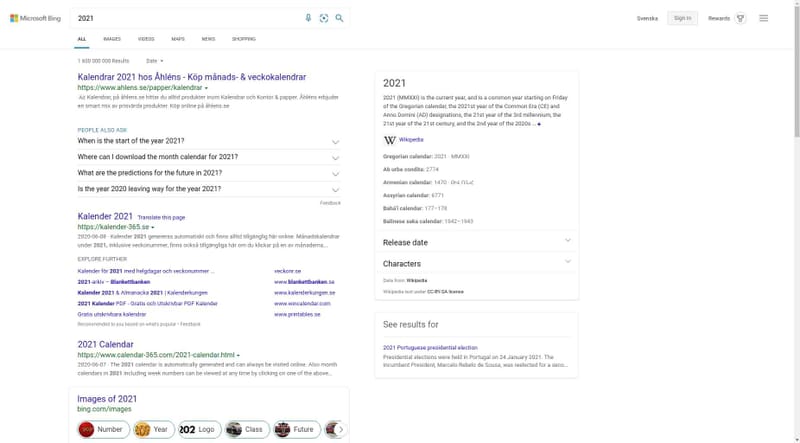 Microsoft Bing
2021
Svenska
Sign in
Rewards
ALL
IMAGES
VIDEOS
MAPS
NEWS
SHOPPING
1 600 000 000 Results
Date
Kalendrar 2021 hos Åhléns - Köp månads- & veckokalendrar
https://www.ahlens.se/papper/kalendrar
Kalendrar, på åhlens.se hittar du alltid produkter inom Kalendrar och Kontor & papper. Åhléns erbjuder
en smart mix av prisvärda produkter. Köp online på åhlens.se
PEOPLE ALSO ASK
When is the start of the year 2021?
Where can I download the month calendar for 2021?
What are the predictions for the future in 2021?
Is the year 2020 leaving way for the year 2021?
Feedback
Kalender 2021
Translate this page
https://kalender-365.se
2020-06-08 · Kalender 2021 genereras automatiskt och finns alltid tillgänglig här online. Månadskalendrar
under 2021, inklusive veckonummer, finns också tillgängliga här om du klickar på en av månaderna,...
EXPLORE FURTHER
Kalender för 2021 med helgdagar och veckonummer ...
veckonr.se
2021-arkiv – Blankettbanken
www.blankettbanken.se
Kalender 2021 & Almanacka 2021 | Kalenderkungen
www.kalenderkungen.se
2021 Kalender PDF - Gratis och Utskrivbar PDF Kalender
www.wincalendar.com
Gratis utskrivbara kalendrar
www.printables.se
Recommended to you based on what's popular • Feedback
2021 Calendar
https://www.calendar-365.com/2021-calendar.html
2020-06-07 · The 2021 calendar is automatically generated and can always be visited online. Also month
calendars in 2021 including week numbers can be viewed at any time by clicking on one of the above...
Images of 2021
bing.com/images
Number
Year
Logo
Class
Future
2021
2021 (MMXXI) is the current year, and is a common year starting on Friday
of the Gregorian calendar, the 2021st year of the Common Era (CE) and
Anno Domini (AD) designations, the 21st year of the 3rd millennium, the
21st year of the 21st century, and the 2nd year of the 2020s ...
W Wikipedia
Gregorian calendar: 2021 · MMXXI
Ab urbe condita: 2774
Armenian calendar: 1470 · ԹՎ ՌՆՀ
Assyrian calendar: 6771
Bahá'í calendar: 177–178
Balinese saka calendar: 1942–1943
Release date
Characters
Data from: Wikipedia
Wikipedia text under CC-BY-SA license
See results for
2021 Portuguese presidential election
Presidential elections were held in Portugal on 24 January 2021. The
incumbent President, Marcelo Rebelo de Sousa, was reelected for a seco...